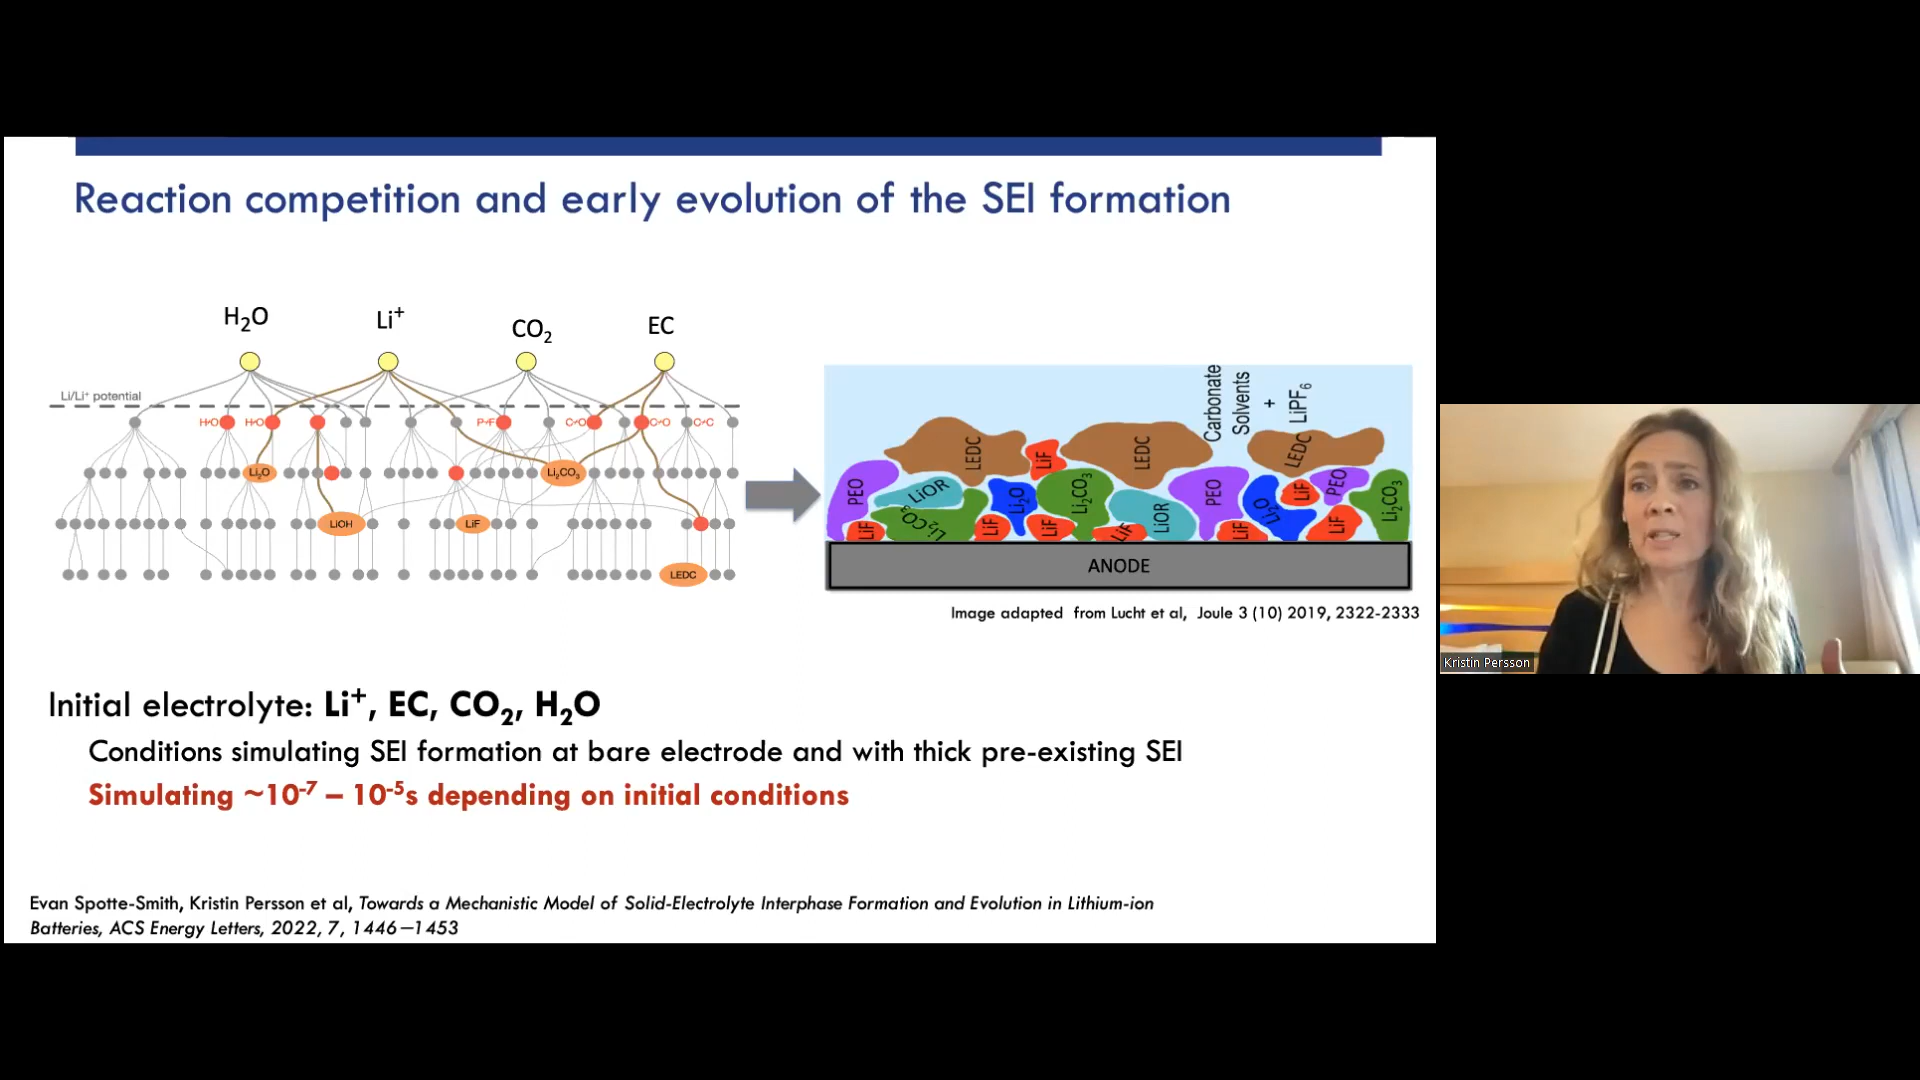 Reaction competition and early evolution of the SEI formation
H₂O
Li⁺
CO₂
EC
Li/Li⁺ potential
H-O
H-O
P-F
C-O
C-O
C-C
Li₂O
Li₂CO₃
LiOH
LiF
LEDC
Carbonate
Solvents
+
LiPF₆
LEDC
LiF
LEDC
LEDC
PEO
LiOR
Li₂O
Li₂CO₃
PEO
Li₂O
LiF
PEO
Li₂CO₃
LiF
Li₂CO₃
LiF
LiF
LiF
LiOR
LiF
LiF
ANODE
Image adapted from Lucht et al, Joule 3 (10) 2019, 2322-2333
Initial electrolyte: Li⁺, EC, CO₂, H₂O
Conditions simulating SEI formation at bare electrode and with thick pre-existing SEI
Simulating ~10⁻⁷ – 10⁻⁵s depending on initial conditions
Evan Spotte-Smith, Kristin Persson et al, Towards a Mechanistic Model of Solid-Electrolyte Interphase Formation and Evolution in Lithium-ion
Batteries, ACS Energy Letters, 2022, 7, 1446–1453
Kristin Persson